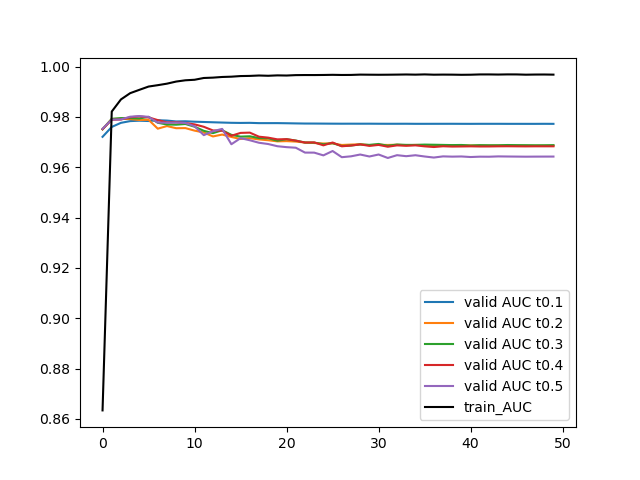 1.00
0.98
0.96
0.94
0.92
0.90
0.88
0.86
0 10 20 30 40 50
valid AUC t0.1
valid AUC t0.2
valid AUC t0.3
valid AUC t0.4
valid AUC t0.5
train_AUC